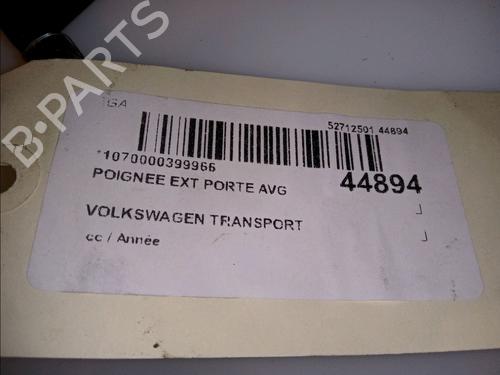 B-PARTS
GA
52712501 44894
*1070000399966
POIGNEE EXT PORTE AVG
44894
VOLKSWAGEN TRANSPORT
cc / Année